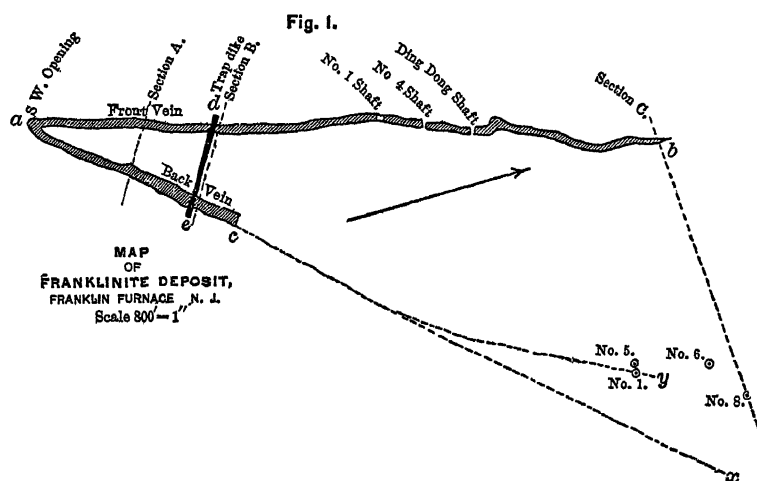 Fig. 1.
a
S W. Opening
Section A.
Trap dike
Section B.
d
No. 1 Shaft
No 4 Shaft
Ding Dong Shaft
Section C.
Front Vein
b
Back Vein
e
c
MAP
OF
FRANKLINITE DEPOSIT,
FRANKLIN FURNACE, N. J.
Scale 800'=1"
No. 5.
No. 6.
No. 1.
y
No. 8.
x